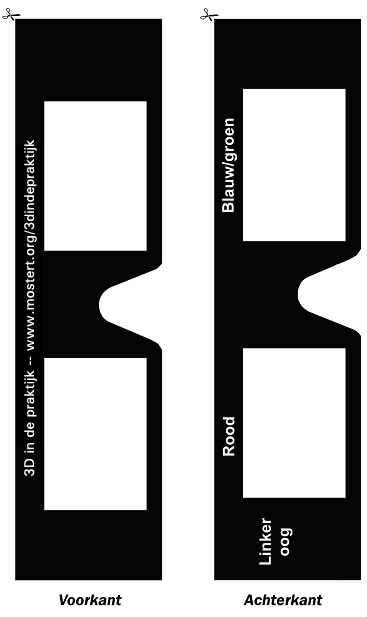 3D in de praktijk -- www.mostert.org/3dindepraktijk
Voorkant
Blauw/groen
Rood
Linker
oog
Achterkant